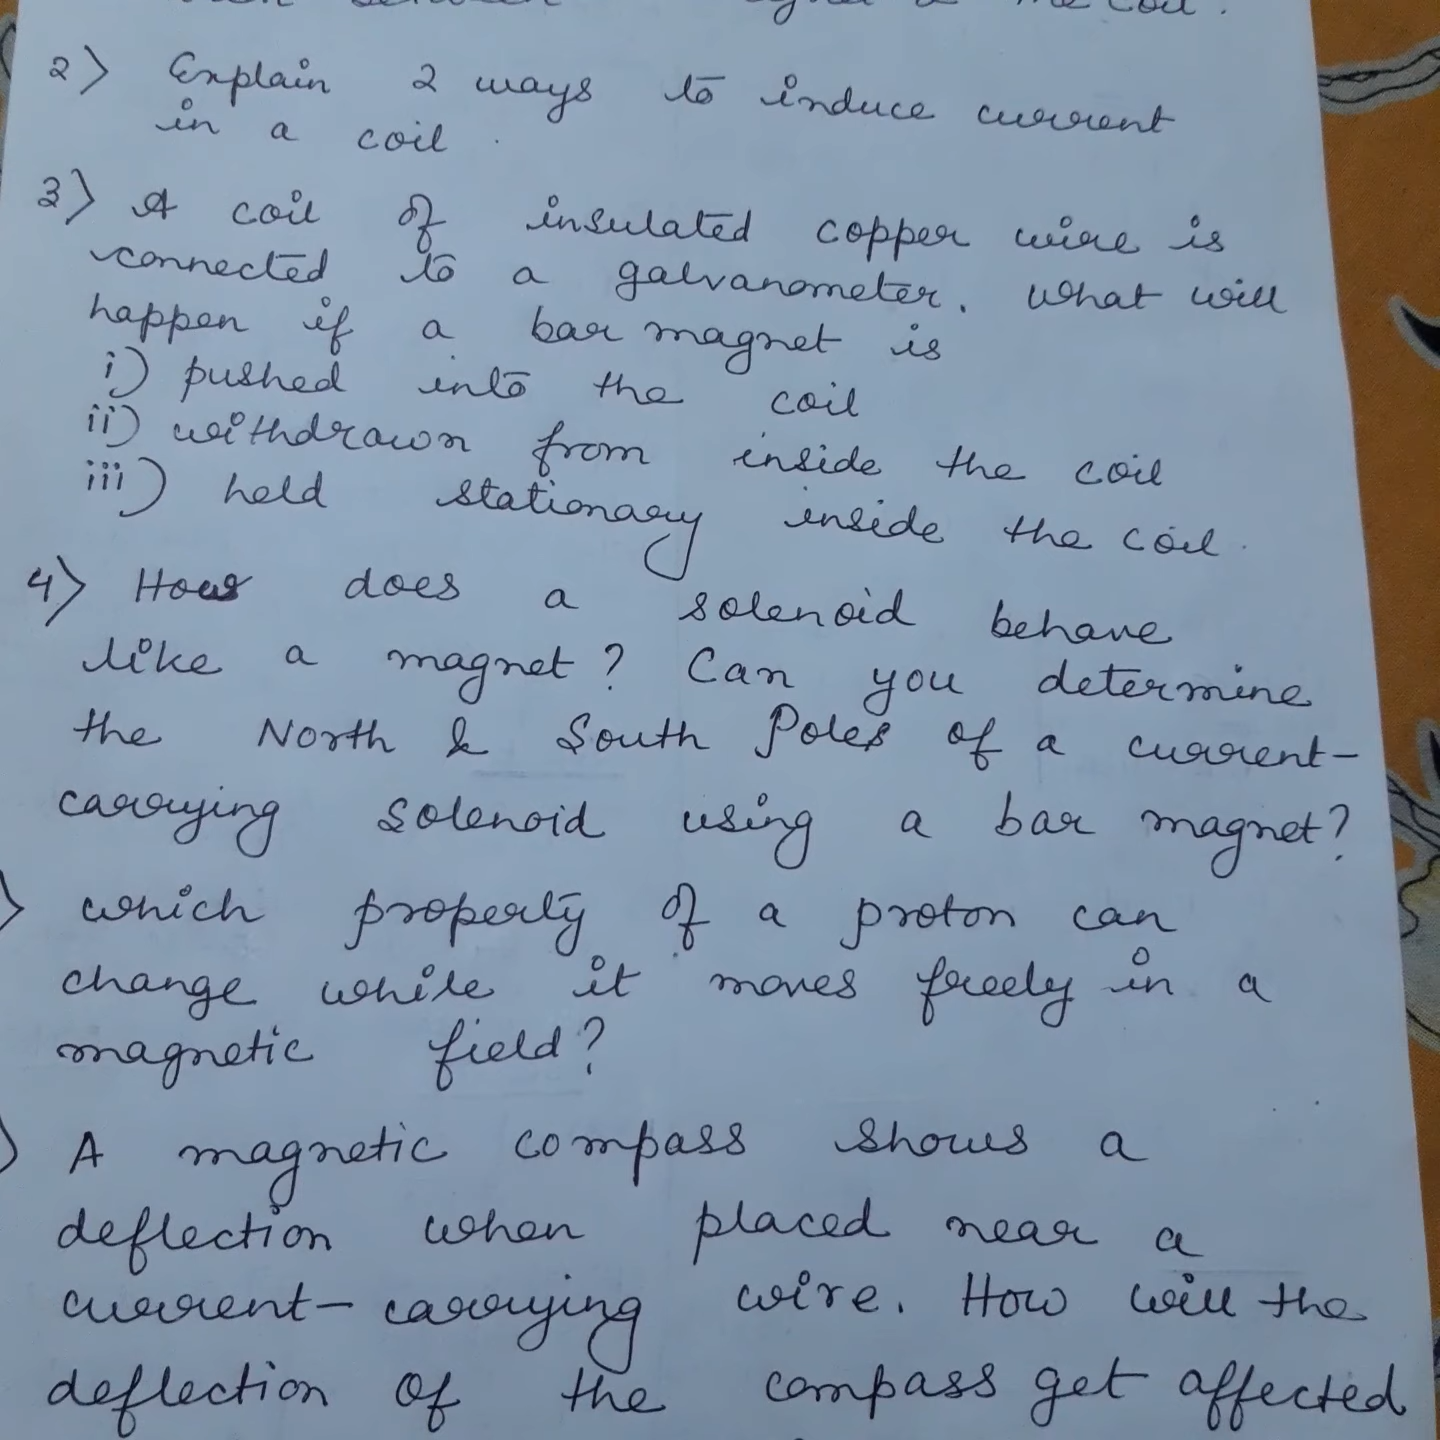 the coil.
2) Explain 2 ways to induce current
in a coil.
3) A coil of insulated copper wire is
connected to a galvanometer. What will
happen if a bar magnet is
i) pushed into the coil
ii) withdrawn from inside the coil
iii) held stationary inside the coil.
4) How does a solenoid behave
like a magnet? Can you determine
the North & South Poles of a current-
carrying solenoid using a bar magnet?
) which property of a proton can
change while it moves freely in a
magnetic field?
) A magnetic compass shows a
deflection when placed near a
current-carrying wire. How will the
deflection of the compass get affected